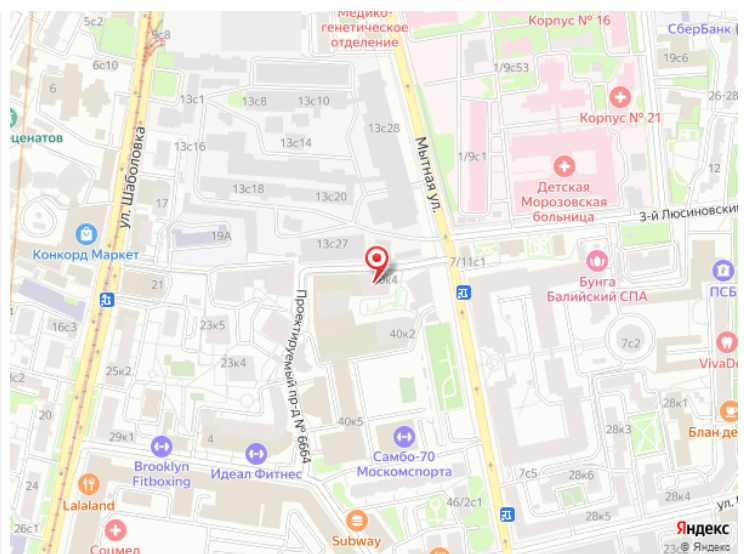 5с2
9с8
Медико-
генетическое
отделение
Корпус № 16
СберБанк
6с10
6
13с1
13с8
13с10
1/9с53
19с6
26-28
Корпус № 21
еценатов
ул. Шаболовка
13с16
13с14
13с28
Мытная ул.
1/9с1
12
13с18
13с20
Детская
Морозовская
больница
17
19А
3-й Люсиновский
Конкорд Маркет
13с27
7/11с1
21
40к4
Бунга
Балийский СПА
ПСБ
16с3
23к5
Проектируемый пр-д № 6664
40к2
7с2
25к2
23к4
VivaDe
20
28к1
29к1
4
40к5
Самбо-70
Москомспорта
28к3
Блан де
Brooklyn
Fitboxing
Идеал Фитнес
7с5
28к6
28к4
24
Lalaland
46/2с1
26с1
Соцмед
Subway
28к5
ул.
Яндекс
© Яндекс